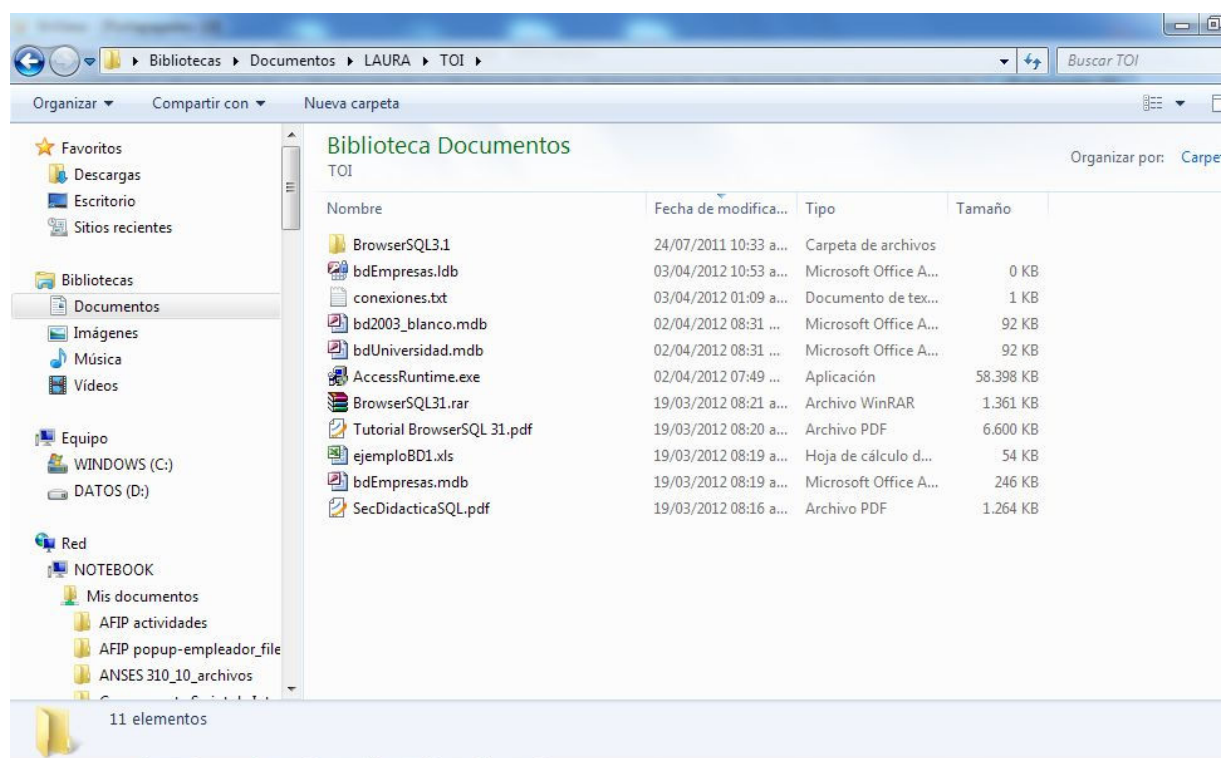 Bibliotecas Documentos LAURA TOI
Buscar TOI
Organizar Compartir con Nueva carpeta
Favoritos
Descargas
Escritorio
Sitios recientes
Bibliotecas
Documentos
Imágenes
Música
Vídeos
Equipo
WINDOWS (C:)
DATOS (D:)
Red
NOTEBOOK
Mis documentos
AFIP actividades
AFIP popup-empleador_file
ANSES 310_10_archivos
Biblioteca Documentos
TOI
Organizar por: Carpe
Nombre Fecha de modifica... Tipo Tamaño
BrowserSQL3.1 24/07/2011 10:33 a... Carpeta de archivos
bdEmpresas.ldb 03/04/2012 10:53 a... Microsoft Office A... 0 KB
conexiones.txt 03/04/2012 01:09 a... Documento de tex... 1 KB
bd2003_blanco.mdb 02/04/2012 08:31 ... Microsoft Office A... 92 KB
bdUniversidad.mdb 02/04/2012 08:31 ... Microsoft Office A... 92 KB
AccessRuntime.exe 02/04/2012 07:49 ... Aplicación 58.398 KB
BrowserSQL31.rar 19/03/2012 08:21 a... Archivo WinRAR 1.361 KB
Tutorial BrowserSQL 31.pdf 19/03/2012 08:20 a... Archivo PDF 6.600 KB
ejemploBD1.xls 19/03/2012 08:19 a... Hoja de cálculo d... 54 KB
bdEmpresas.mdb 19/03/2012 08:19 a... Microsoft Office A... 246 KB
SecDidacticaSQL.pdf 19/03/2012 08:16 a... Archivo PDF 1.264 KB
11 elementos